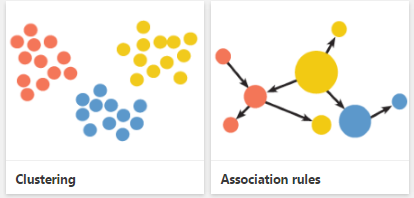 Clustering
Association rules